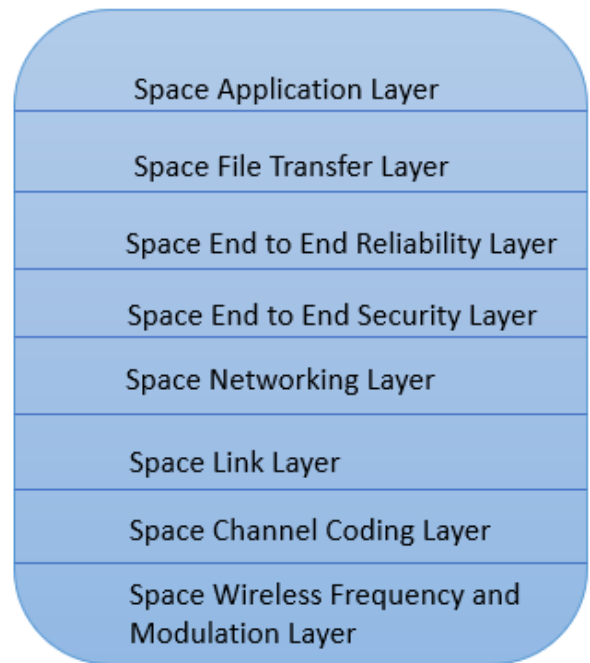 Space Application Layer
Space File Transfer Layer
Space End to End Reliability Layer
Space End to End Security Layer
Space Networking Layer
Space Link Layer
Space Channel Coding Layer
Space Wireless Frequency and
Modulation Layer